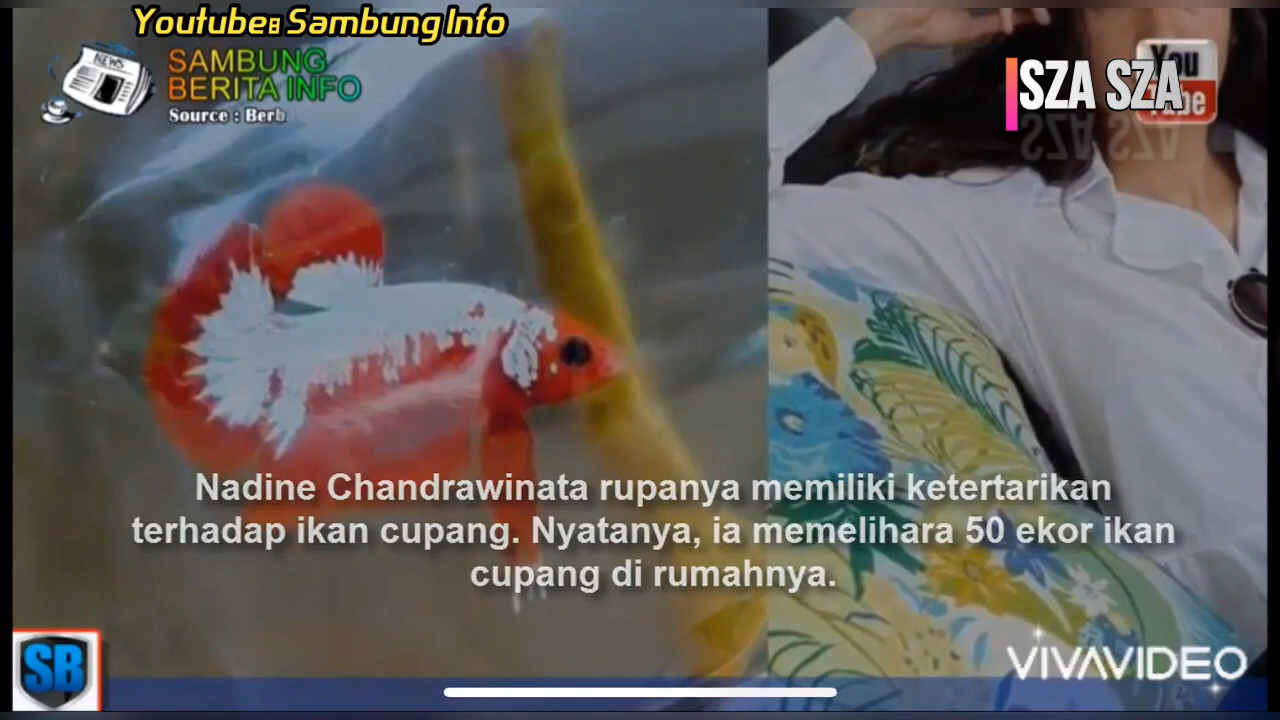 Youtube: Sambung Info
NEWS
SAMBUNG
BERITA INFO
Source : Berb
You
Tube
SZA SZA
Nadine Chandrawinata rupanya memiliki ketertarikan
terhadap ikan cupang. Nyatanya, ia memelihara 50 ekor ikan
cupang di rumahnya.
SB
VIVAVIDEO